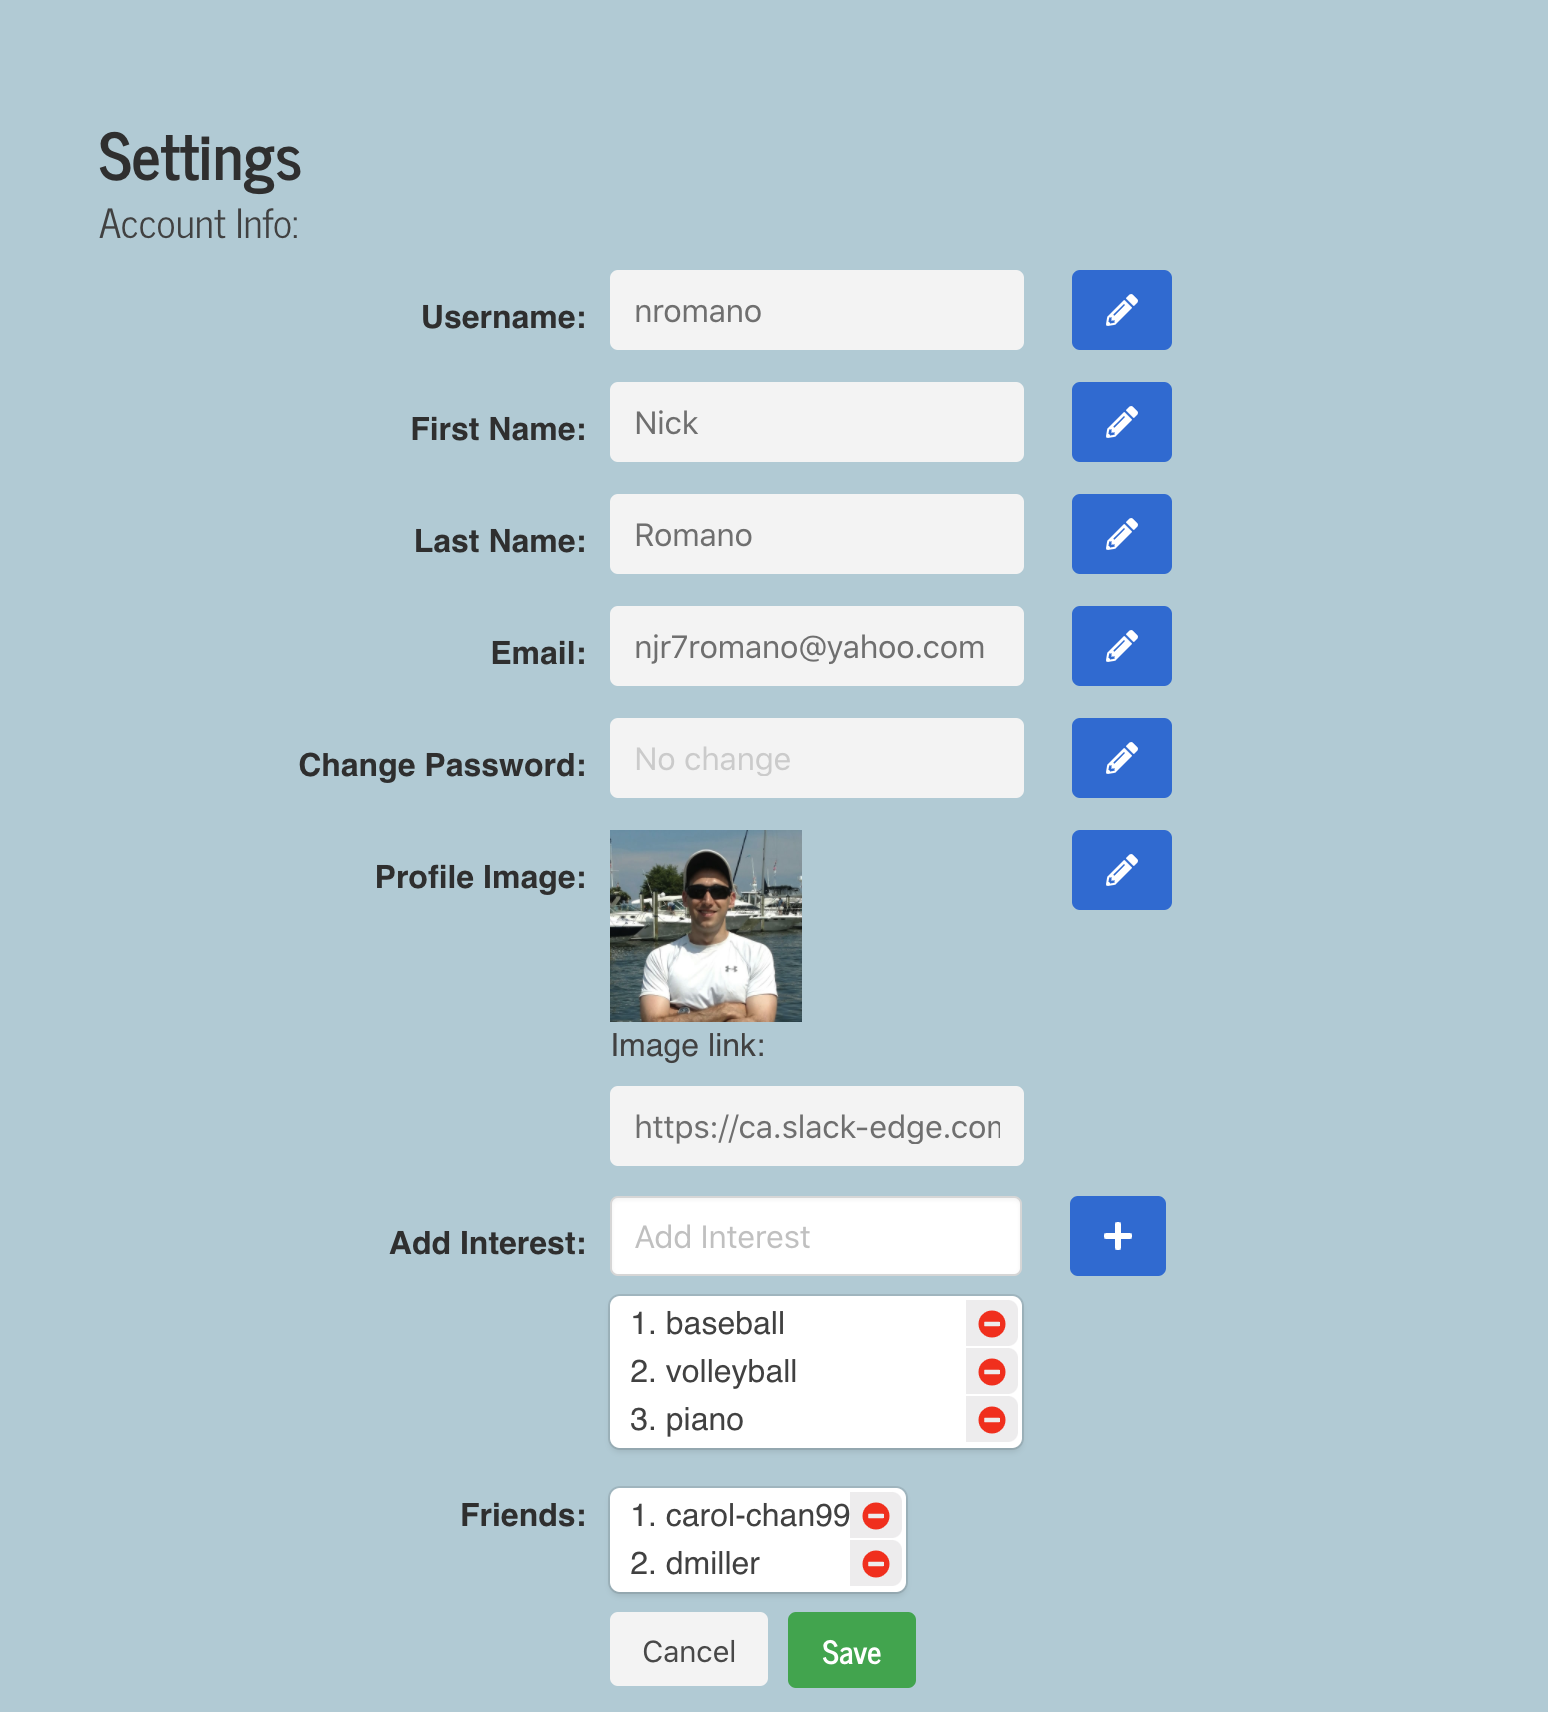 Settings
Account Info:
Username: nromano
First Name: Nick
Last Name: Romano
Email: njr7romano@yahoo.com
Change Password: No change
Profile Image:
Image link:
https://ca.slack-edge.com
Add Interest: Add Interest
1. baseball
2. volleyball
3. piano
Friends: 1. carol-chan99
2. dmiller
Cancel Save